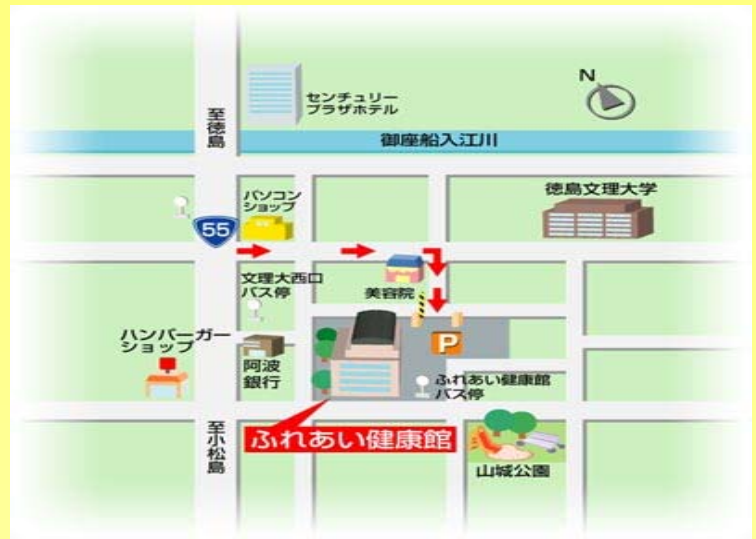 センチュリー
プラザホテル
N
至徳島
御座船入江川
パソコン
ショップ
徳島文理大学
55
文理大西口
バス停
美容院
ハンバーガー
ショップ
P
阿波
銀行
ふれあい健康館
バス停
ふれあい健康館
至小松島
山城公園